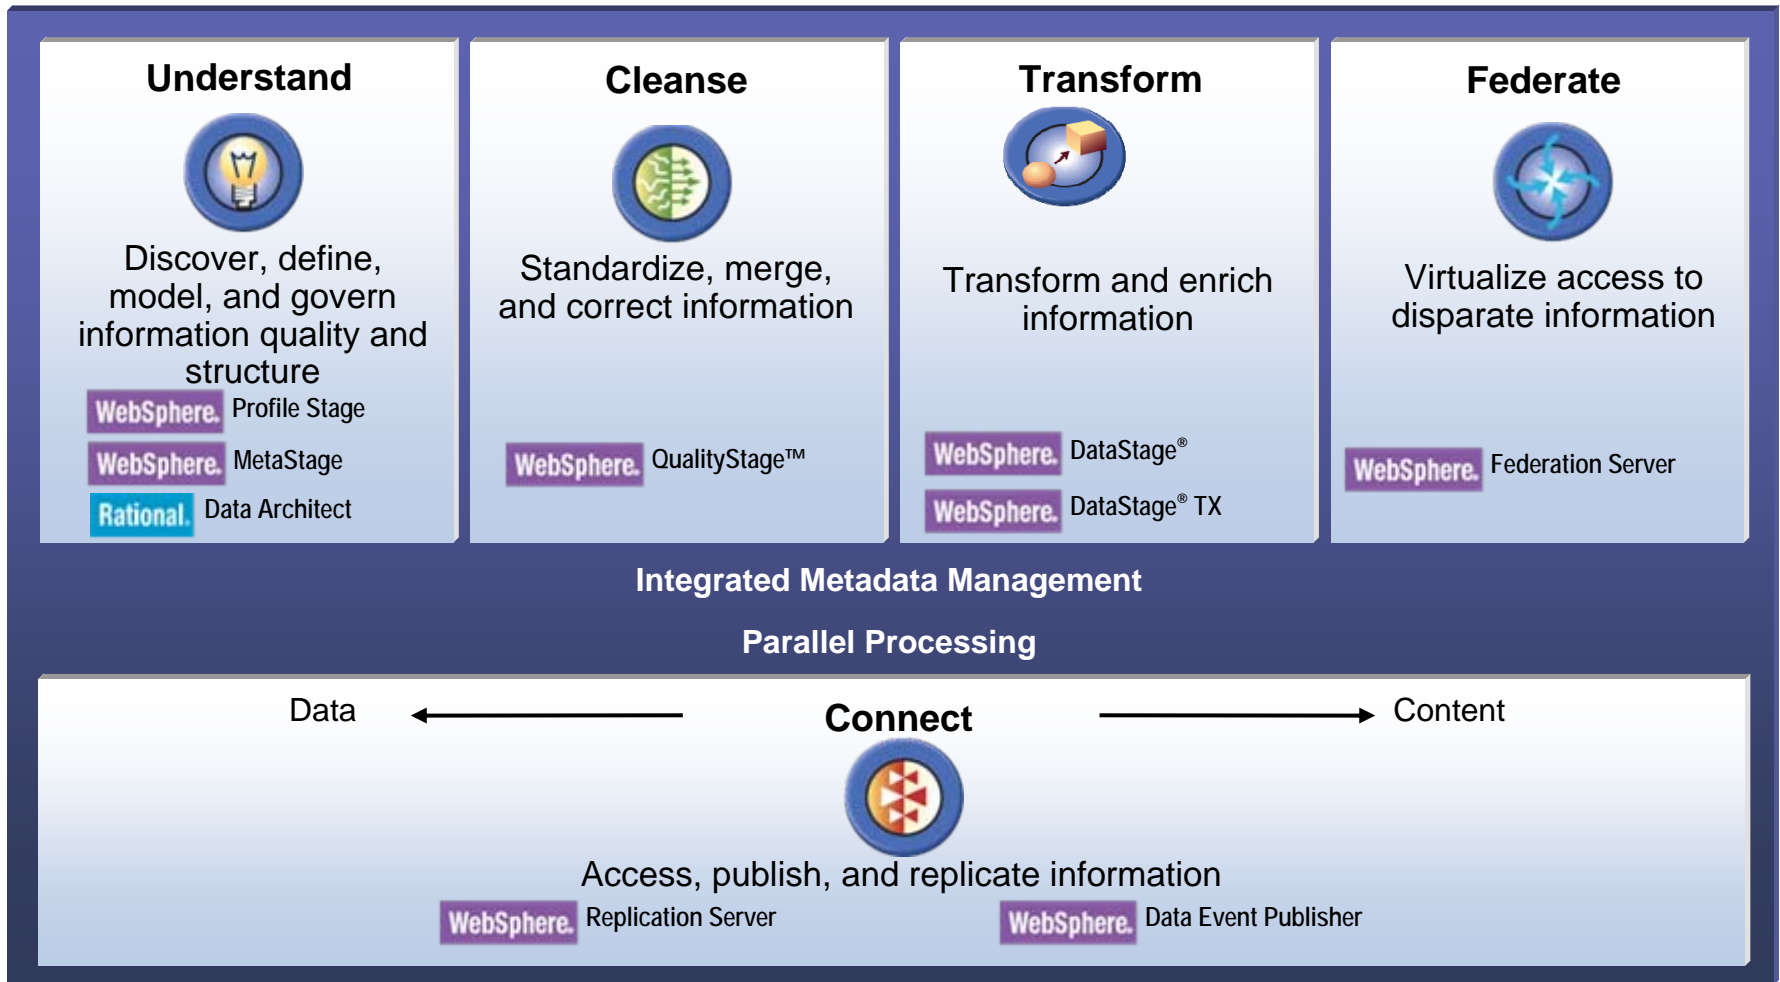 Understand
Discover, define,
model, and govern
information quality and
structure
WebSphere. Profile Stage
WebSphere. MetaStage
Rational. Data Architect
Cleanse
Standardize, merge,
and correct information
WebSphere. QualityStage™
Transform
Transform and enrich
information
WebSphere. DataStage®
WebSphere. DataStage® TX
Federate
Virtualize access to
disparate information
WebSphere. Federation Server
Integrated Metadata Management
Parallel Processing
Data
Connect
Content
Access, publish, and replicate information
WebSphere. Replication Server
WebSphere. Data Event Publisher